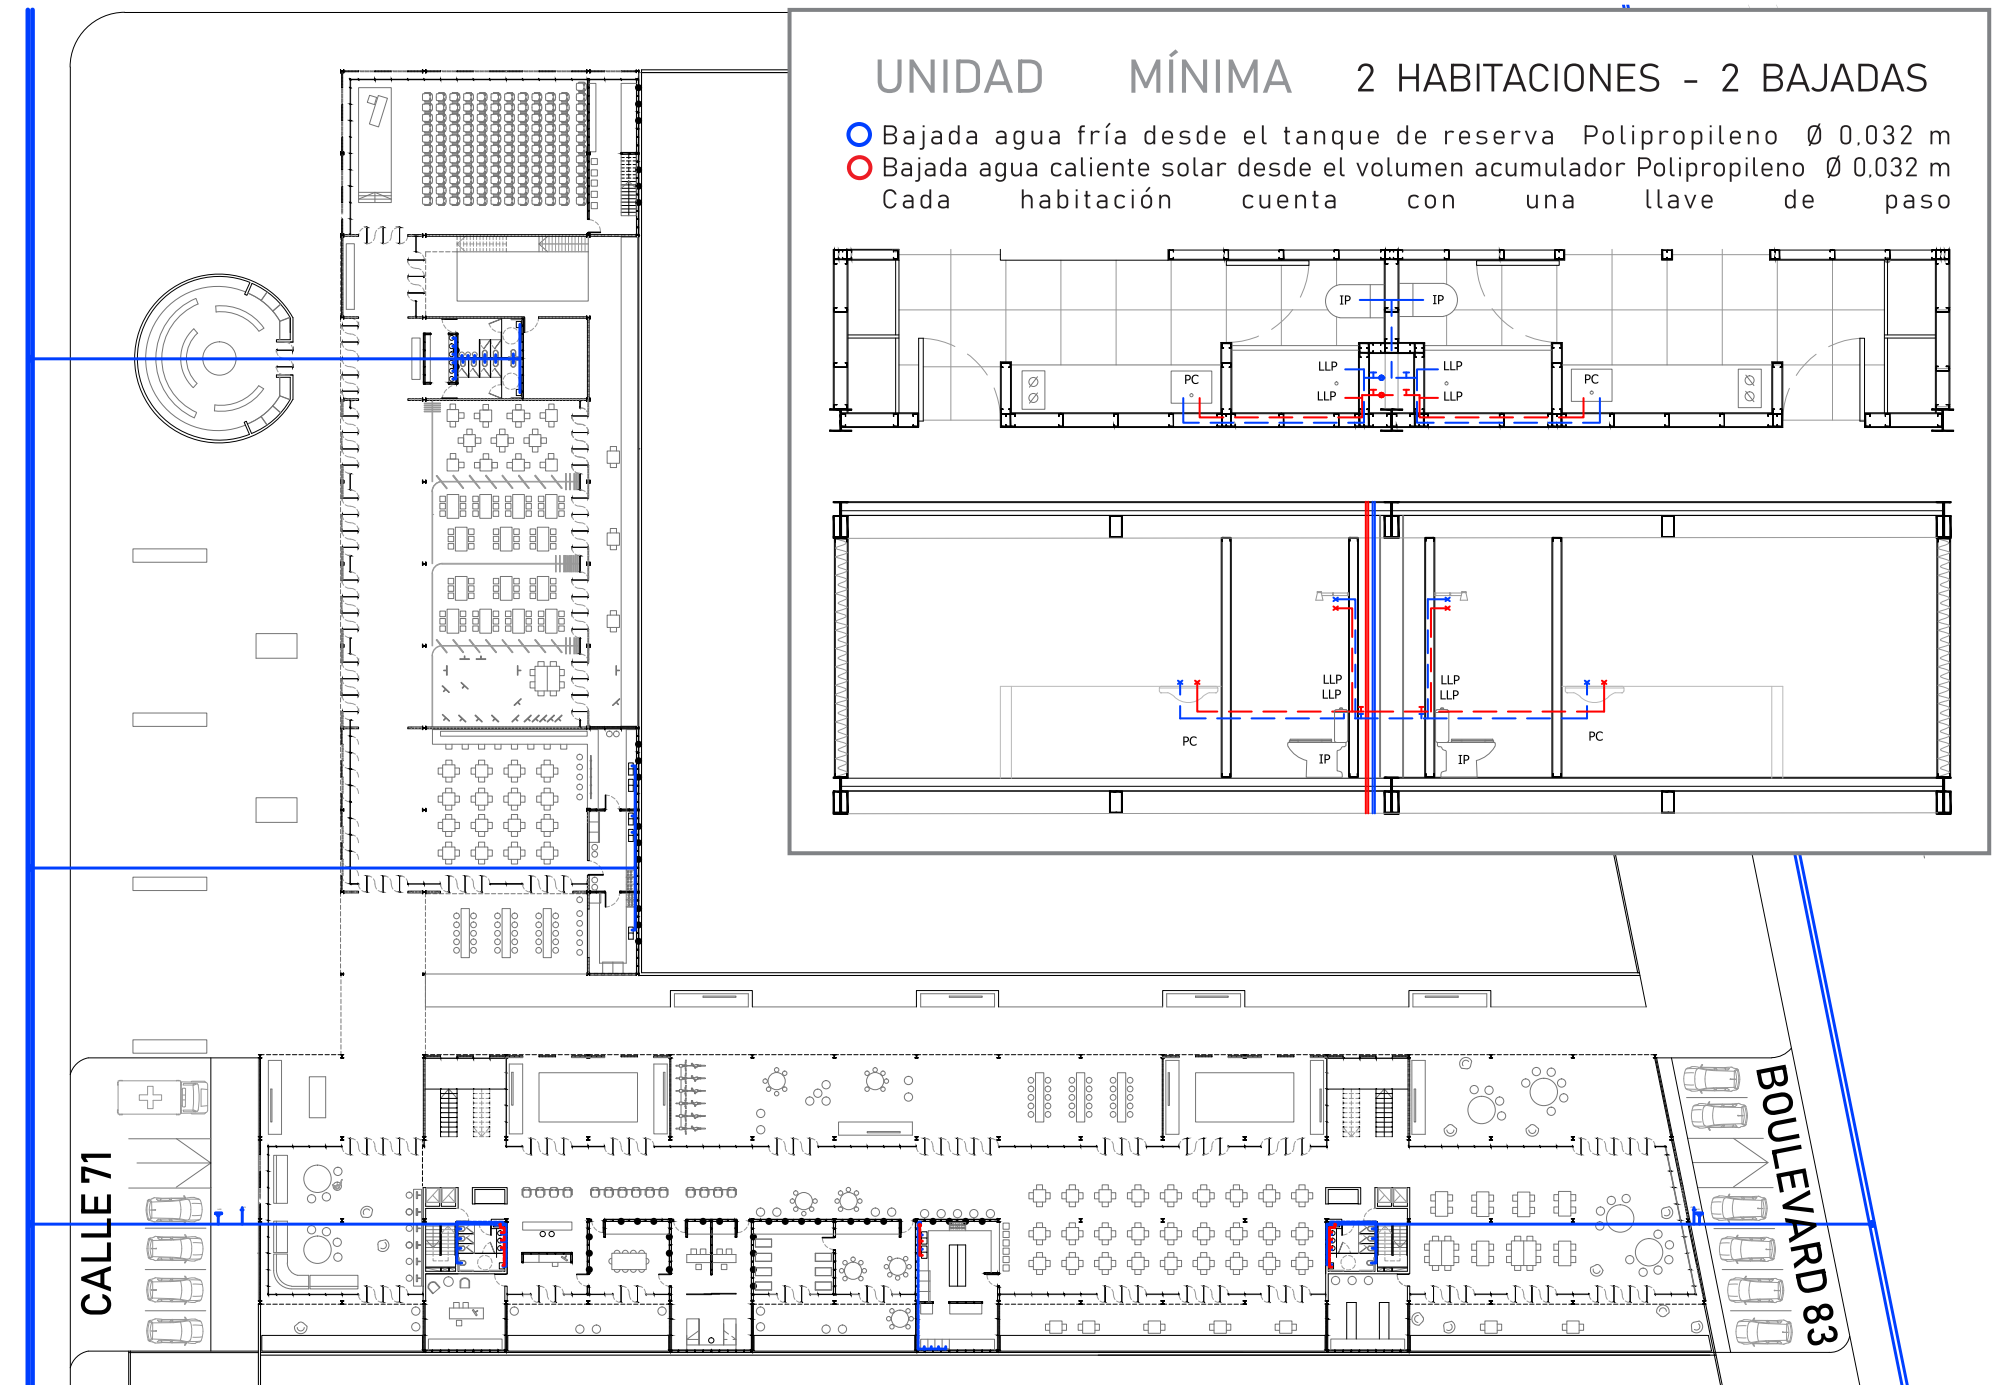 UNIDAD MÍNIMA 2 HABITACIONES - 2 BAJADAS
Bajada agua fría desde el tanque de reserva Polipropileno Ø 0,032 m
Bajada agua caliente solar desde el volumen acumulador Polipropileno Ø 0,032 m
Cada habitación cuenta con una llave de paso
IP IP
LLP LLP
PC PC
LLP LLP
LLP LLP
LLP LLP
PC PC
IP IP
CALLE 71
BOULEVARD 83